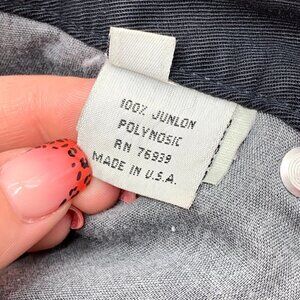 100% JUNLON
POLYNOSIC
RN 76939
MADE IN U.S.A.